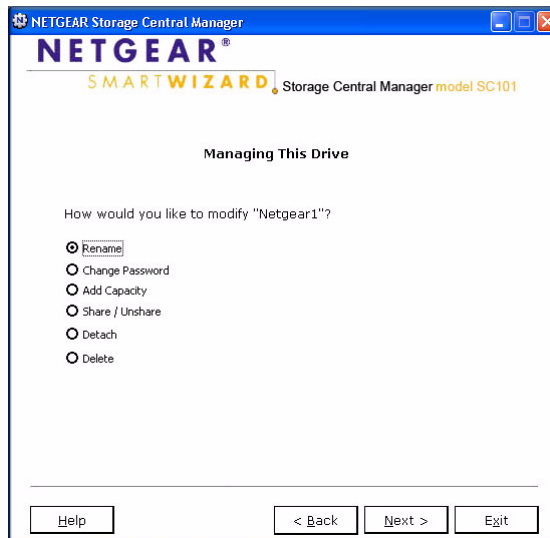 NETGEAR Storage Central Manager
NETGEAR®
SMARTWIZARD Storage Central Manager model SC101
Managing This Drive
How would you like to modify "Netgear1"?
Rename
Change Password
Add Capacity
Share / Unshare
Detach
Delete
Help < Back Next > Exit